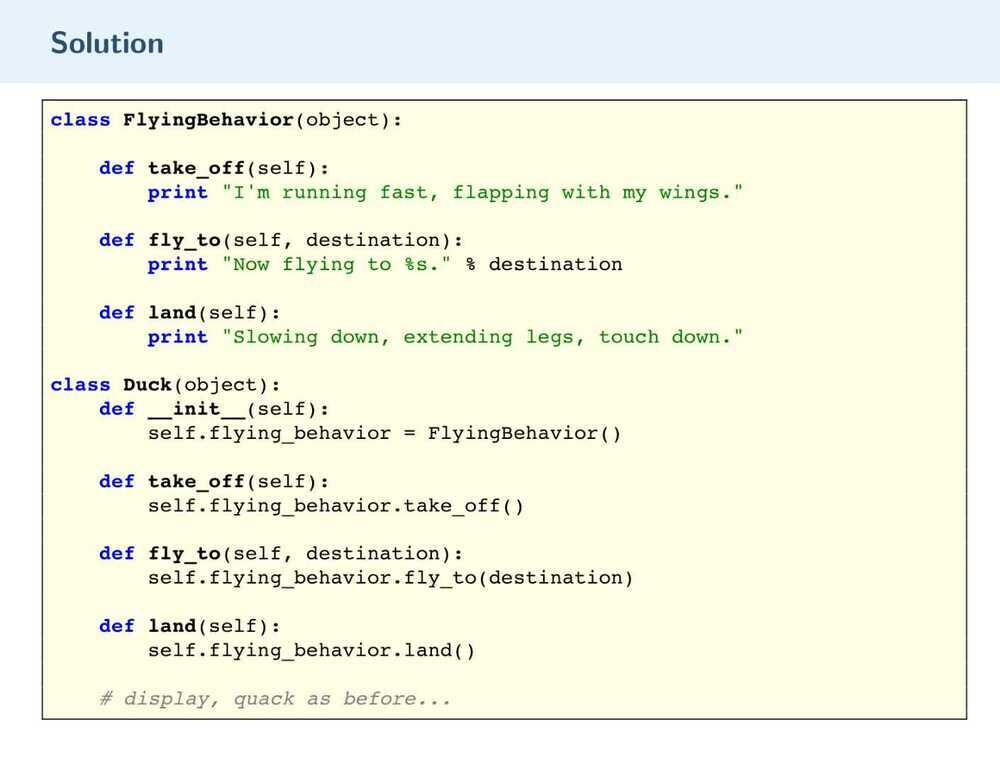 Solution
class FlyingBehavior(object):
    def take_off(self):
        print "I'm running fast, flapping with my wings."
    def fly_to(self, destination):
        print "Now flying to %s." % destination
    def land(self):
        print "Slowing down, extending legs, touch down."
class Duck(object):
    def __init__(self):
        self.flying_behavior = FlyingBehavior()
    def take_off(self):
        self.flying_behavior.take_off()
    def fly_to(self, destination):
        self.flying_behavior.fly_to(destination)
    def land(self):
        self.flying_behavior.land()
    # display, quack as before...